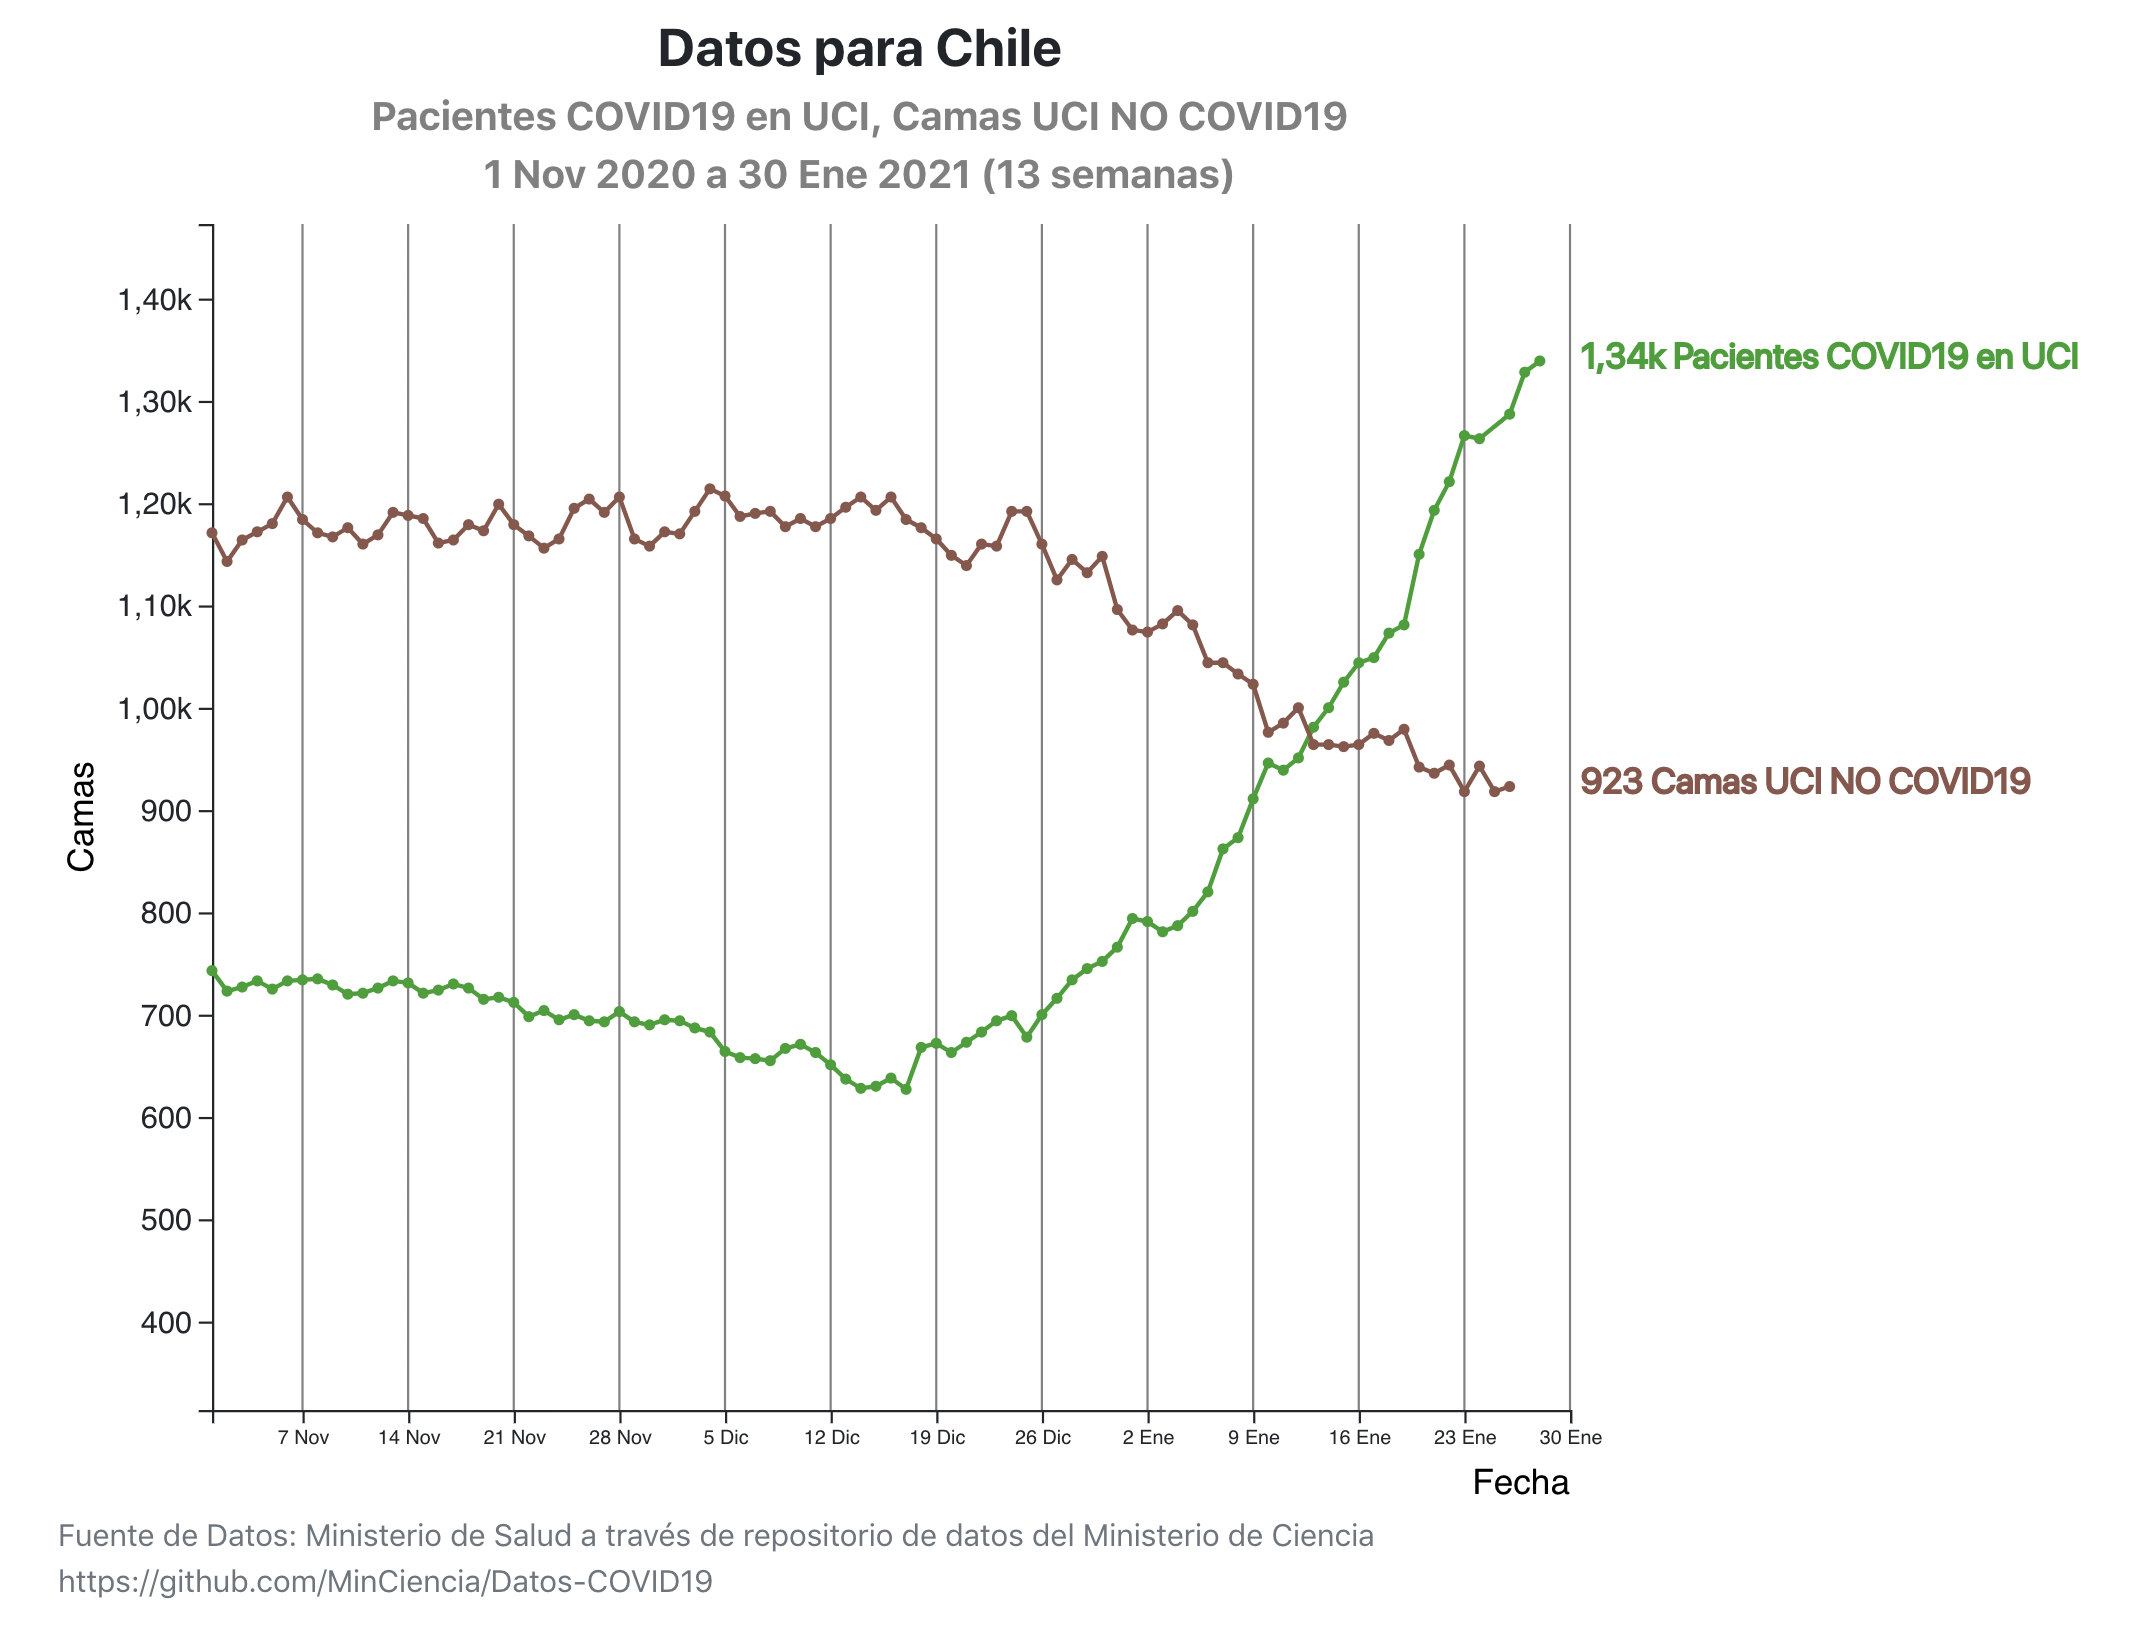 Datos para Chile
Pacientes COVID19 en UCI, Camas UCI NO COVID19
1 Nov 2020 a 30 Ene 2021 (13 semanas)
1,40k
1,30k
1,20k
1,10k
1,00k
900
800
700
600
500
400
Camas
1,34k Pacientes COVID19 en UCI
923 Camas UCI NO COVID19
7 Nov 14 Nov 21 Nov 28 Nov 5 Dic 12 Dic 19 Dic 26 Dic 2 Ene 9 Ene 16 Ene 23 Ene 30 Ene
Fecha
Fuente de Datos: Ministerio de Salud a través de repositorio de datos del Ministerio de Ciencia
https://github.com/MinCiencia/Datos-COVID19